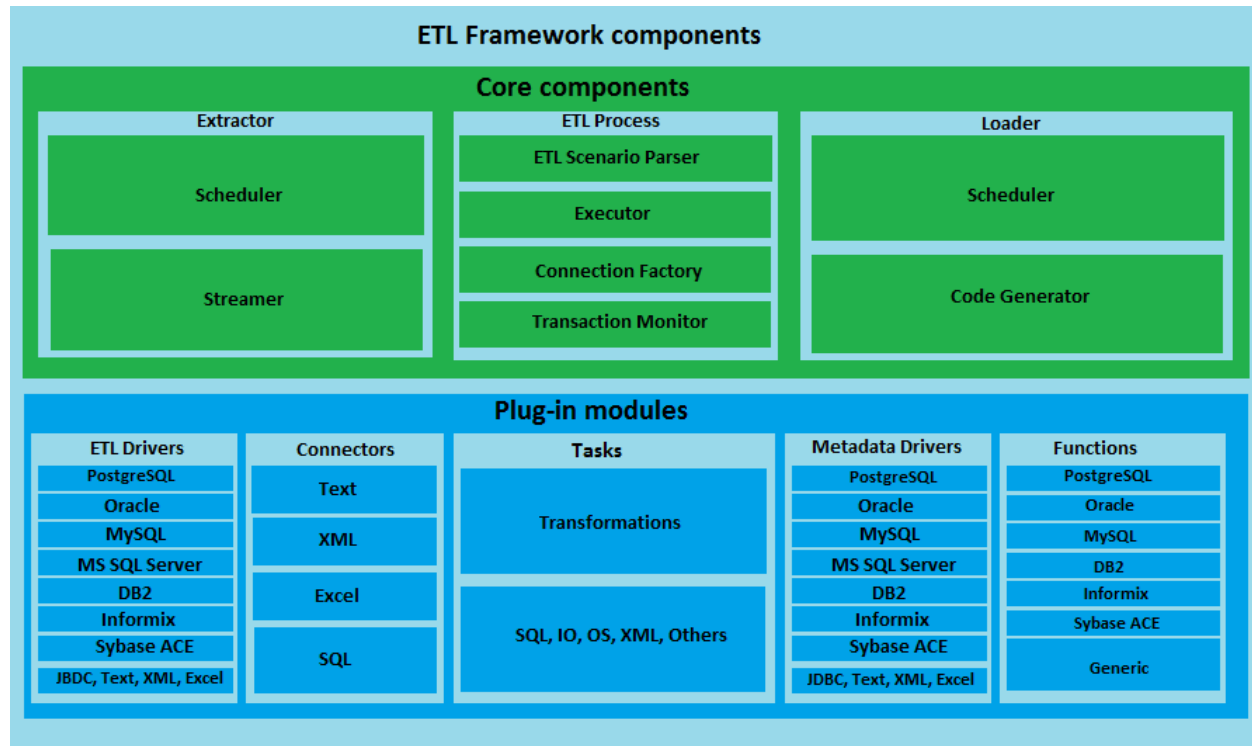 ETL Framework components
Core components
Extractor
Scheduler
Streamer
ETL Process
ETL Scenario Parser
Executor
Connection Factory
Transaction Monitor
Loader
Scheduler
Code Generator
Plug-in modules
ETL Drivers
PostgreSQL
Oracle
MySQL
MS SQL Server
DB2
Informix
Sybase ACE
JBDC, Text, XML, Excel
Connectors
Text
XML
Excel
SQL
Tasks
Transformations
SQL, IO, OS, XML, Others
Metadata Drivers
PostgreSQL
Oracle
MySQL
MS SQL Server
DB2
Informix
Sybase ACE
JDBC, Text, XML, Excel
Functions
PostgreSQL
Oracle
MySQL
DB2
Informix
Sybase ACE
Generic